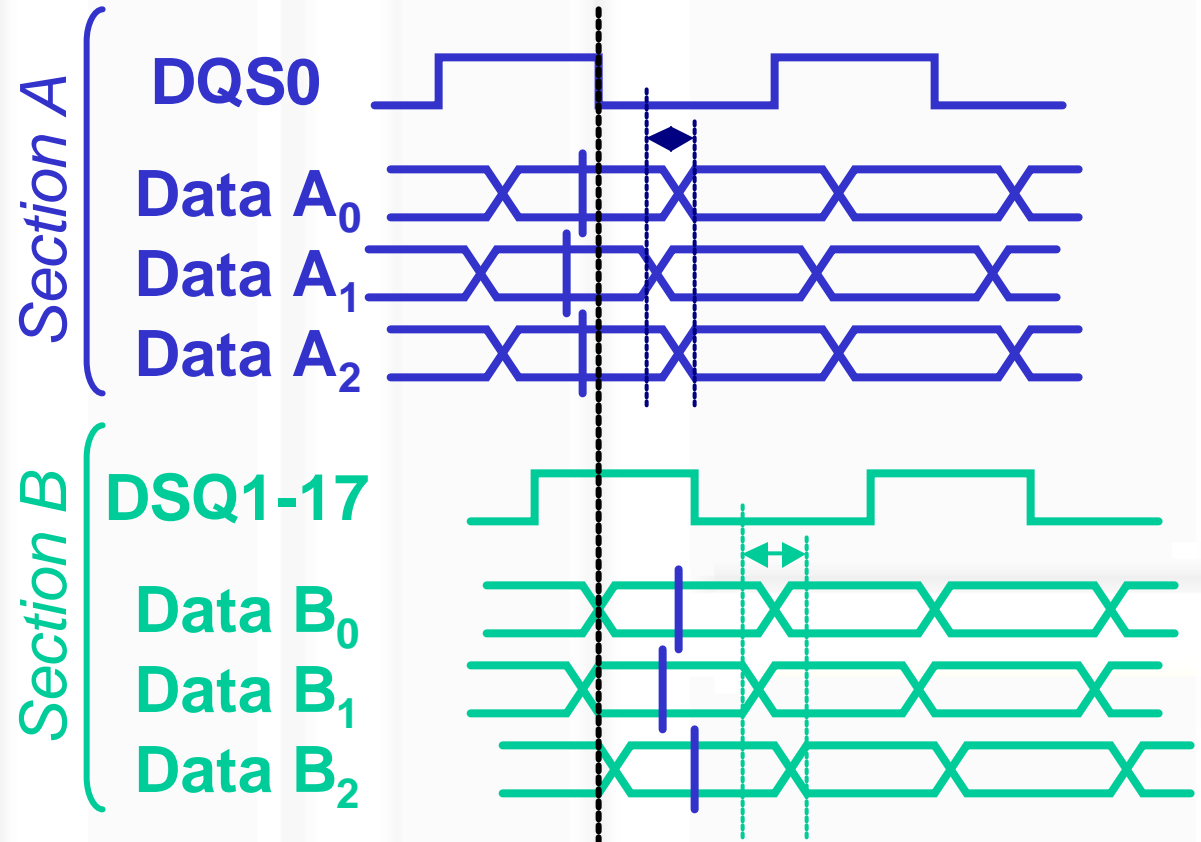 Section A
DQS0
Data A0
Data A1
Data A2
Section B
DSQ1-17
Data B0
Data B1
Data B2